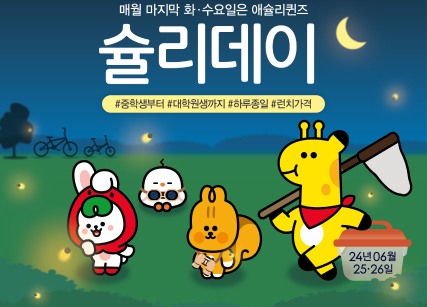 매월 마지막 화·수요일은 애슐리퀸즈
슐리데이
#중학생부터 #대학원생까지 #하루종일 #런치가격
24년 06월
25·26일